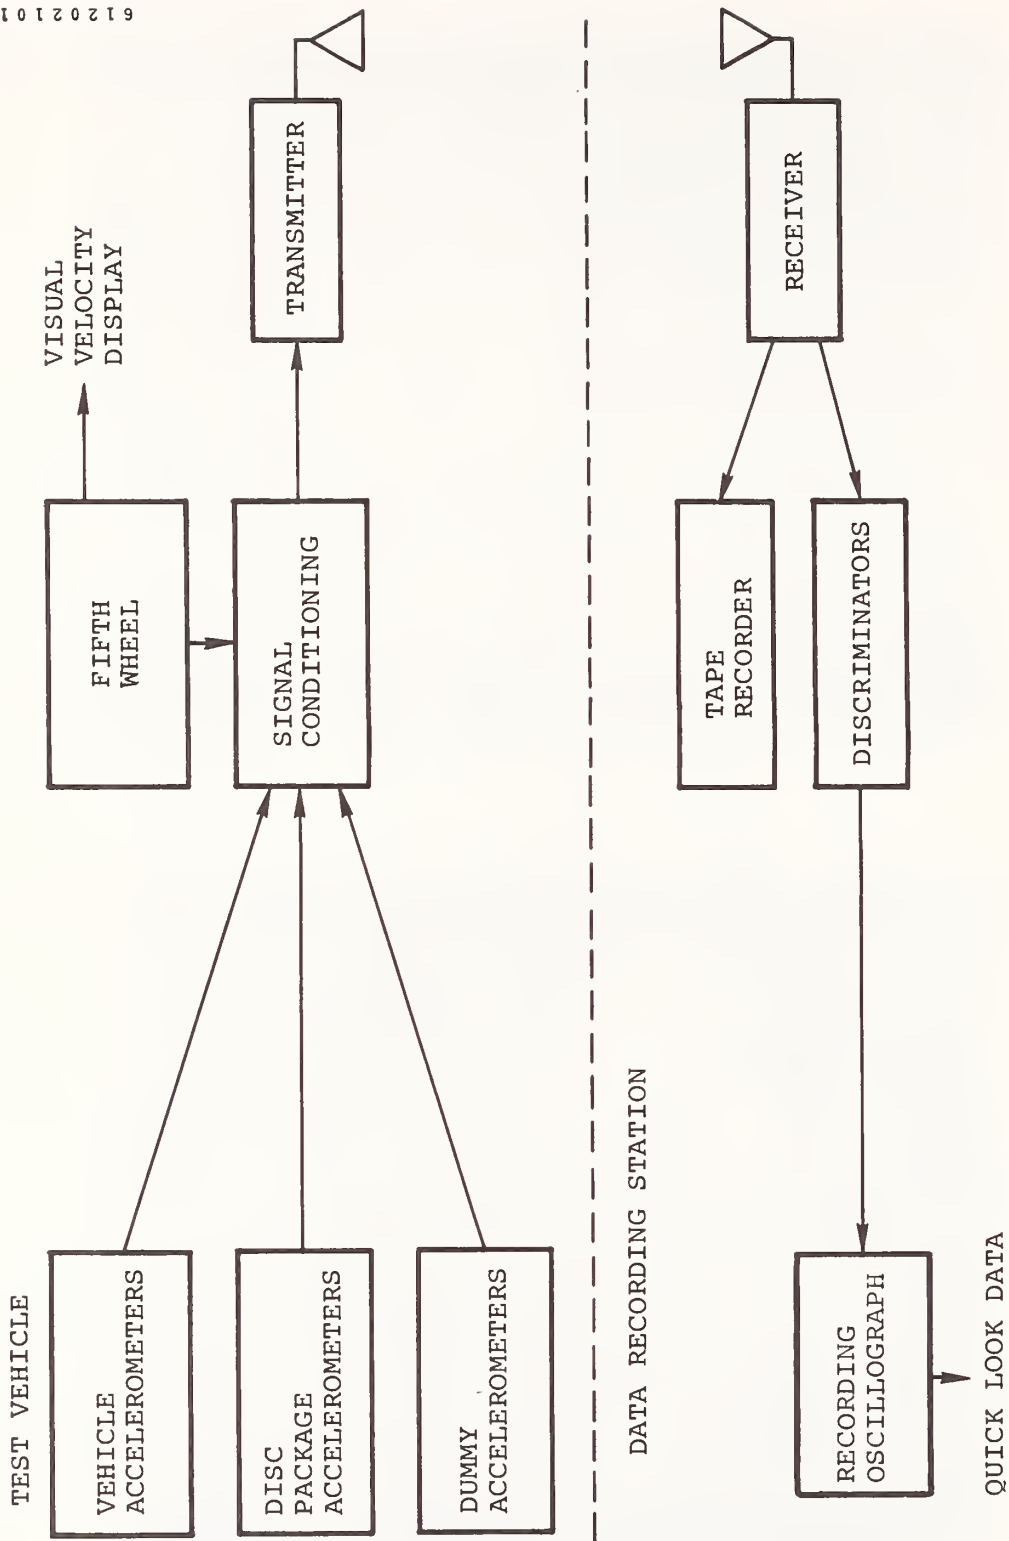 TEST VEHICLE
VEHICLE
ACCELEROMETERS
DISC
PACKAGE
ACCELEROMETERS
DUMMY
ACCELEROMETERS
FIFTH
WHEEL
SIGNAL
CONDITIONING
VISUAL
VELOCITY
DISPLAY
TRANSMITTER
DATA RECORDING STATION
RECORDING
OSCILLOGRAPH
QUICK LOOK DATA
TAPE
RECORDER
DISCRIMINATORS
RECEIVER
61202101